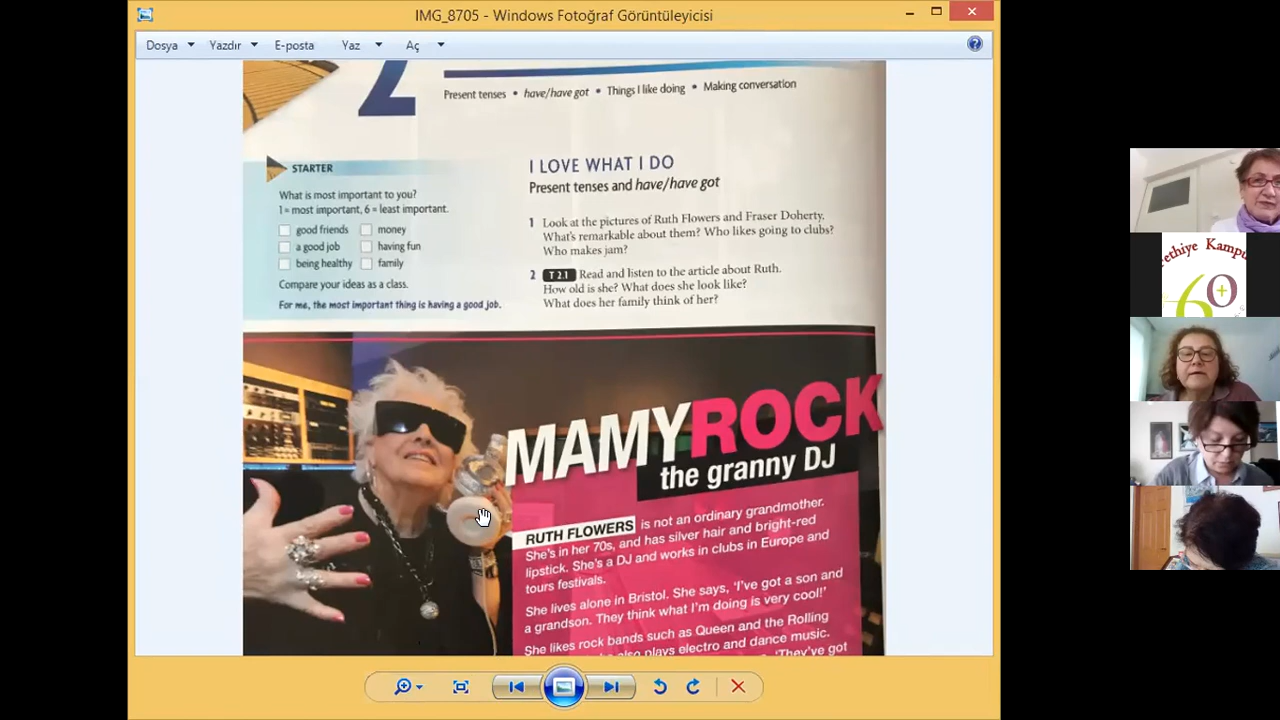 IMG_8705 - Windows Fotoğraf Görüntüleyicisi
Dosya Yazdır E-posta Yaz Aç
2
Present tenses • have/have got • Things I like doing • Making conversation
STARTER
What is most important to you?
1 = most important, 6 = least important.
good friends money
a good job having fun
being healthy family
Compare your ideas as a class.
For me, the most important thing is having a good job.
I LOVE WHAT I DO
Present tenses and have/have got
1 Look at the pictures of Ruth Flowers and Fraser Doherty.
What's remarkable about them? Who likes going to clubs?
Who makes jam?
2 T 2.1 Read and listen to the article about Ruth.
How old is she? What does she look like?
What does her family think of her?
MAMYROCK
the granny DJ
RUTH FLOWERS is not an ordinary grandmother.
She's in her 70s, and has silver hair and bright-red
lipstick. She's a DJ and works in clubs in Europe and
tours festivals.
She lives alone in Bristol. She says, 'I've got a son and
a grandson. They think what I'm doing is very cool!'
She likes rock bands such as Queen and the Rolling
also plays electro and dance music.
'They've got
ethiye Kampu
60+